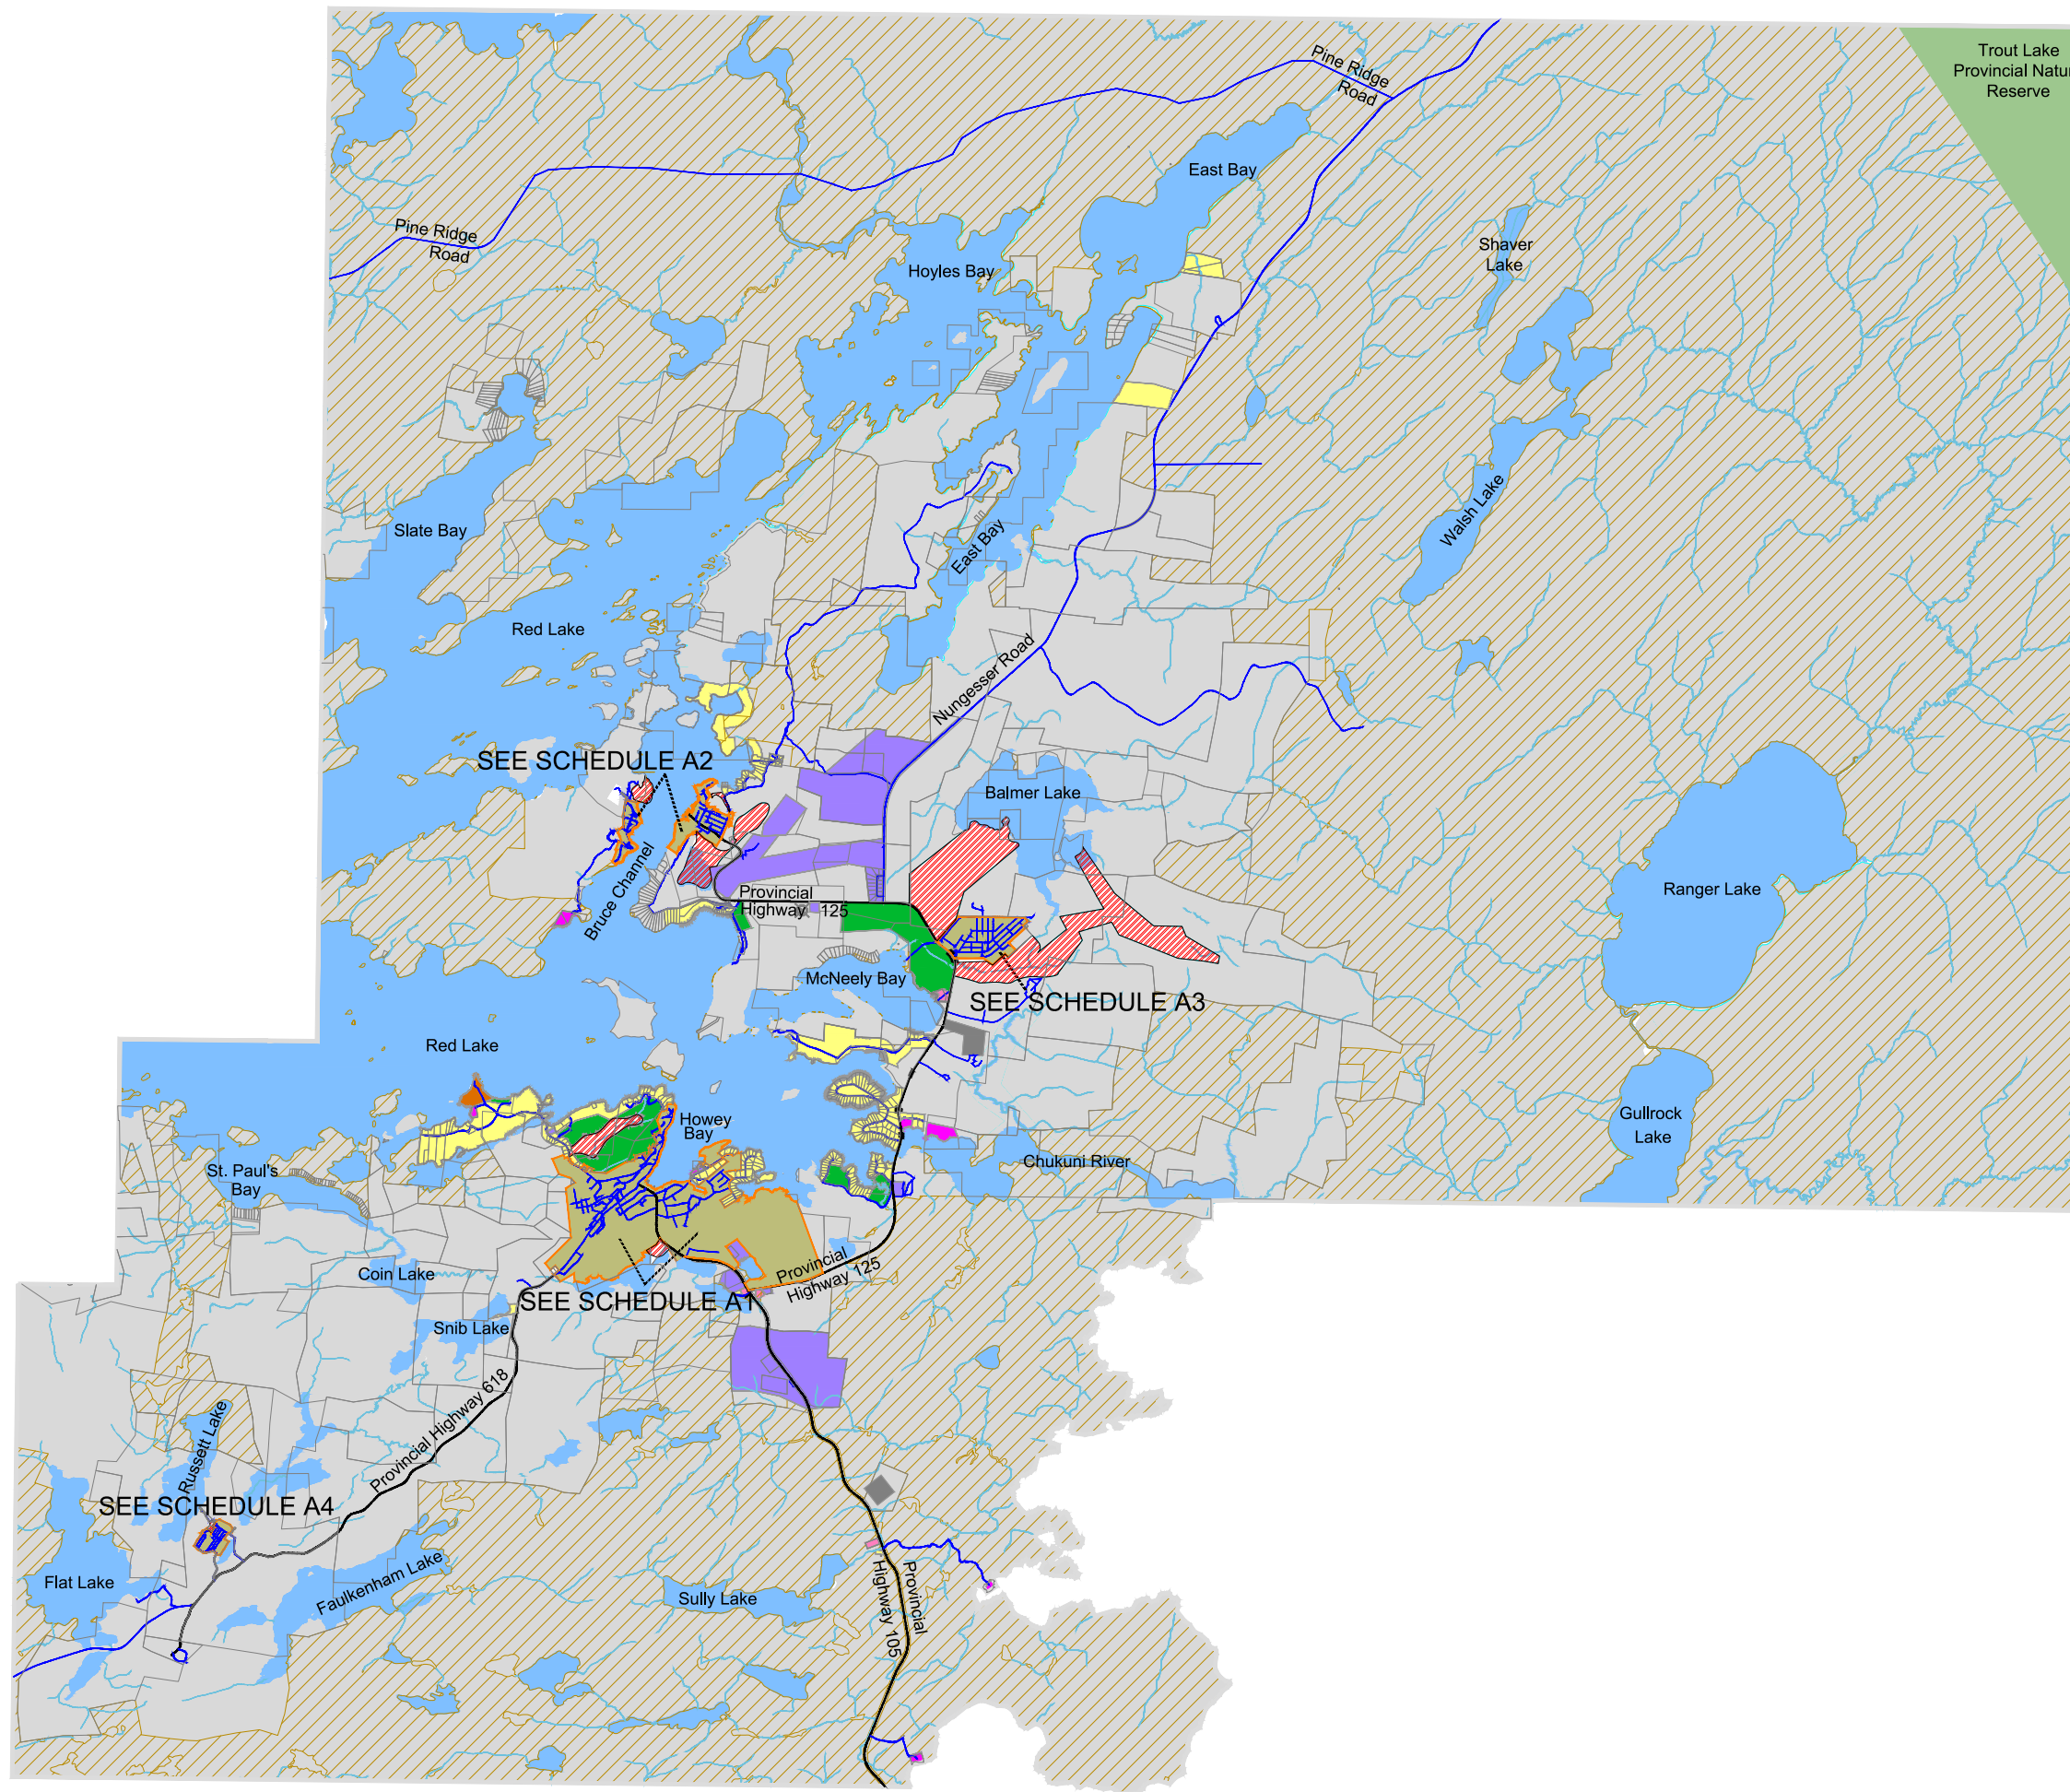 Trout Lake
Provincial Natur
Reserve
Pine Ridge
Road
East Bay
Pine Ridge
Road
Shaver
Lake
Hoyles Bay
Slate Bay
Walsh Lake
East Bay
Red Lake
Nungesser Road
SEE SCHEDULE A2
Balmer Lake
Bruce Channel
Provincial
Highway 125
Ranger Lake
McNeely Bay
SEE SCHEDULE A3
Red Lake
Howey
Bay
Gullrock
Lake
St. Paul's
Bay
Chukuni River
Coin Lake
Provincial
Highway 125
SEE SCHEDULE A1
Snib Lake
Provincial Highway 618
Russett Lake
SEE SCHEDULE A4
Flat Lake
Faulkenham Lake
Sully Lake
Provincial
Highway 105